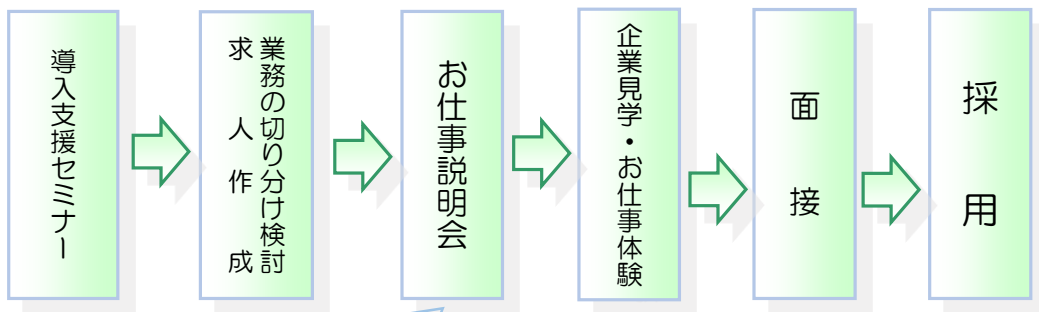 導入支援セミナー
業務の切り分け検討
求人作成
お仕事説明会
企業見学・お仕事体験
面接
採用